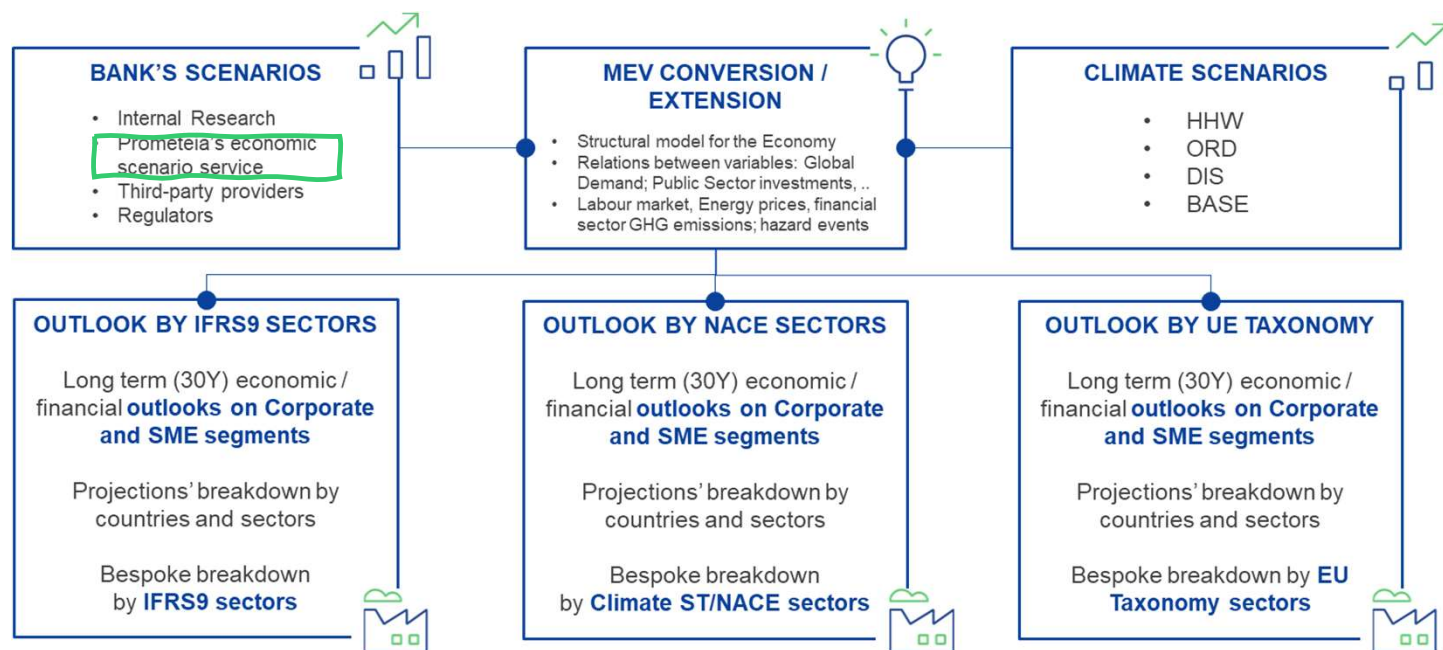 BANK'S SCENARIOS
• Internal Research
• Prometeia's economic
scenario service
• Third-party providers
• Regulators
MEV CONVERSION /
EXTENSION
• Structural model for the Economy
• Relations between variables: Global
Demand; Public Sector investments, ..
• Labour market, Energy prices, financial
sector GHG emissions; hazard events
CLIMATE SCENARIOS
• HHW
• ORD
• DIS
• BASE
OUTLOOK BY IFRS9 SECTORS
Long term (30Y) economic /
financial outlooks on Corporate
and SME segments
Projections' breakdown by
countries and sectors
Bespoke breakdown
by IFRS9 sectors
OUTLOOK BY NACE SECTORS
Long term (30Y) economic /
financial outlooks on Corporate
and SME segments
Projections' breakdown by
countries and sectors
Bespoke breakdown
by Climate ST/NACE sectors
OUTLOOK BY UE TAXONOMY
Long term (30Y) economic /
financial outlooks on Corporate
and SME segments
Projections' breakdown by
countries and sectors
Bespoke breakdown by EU
Taxonomy sectors